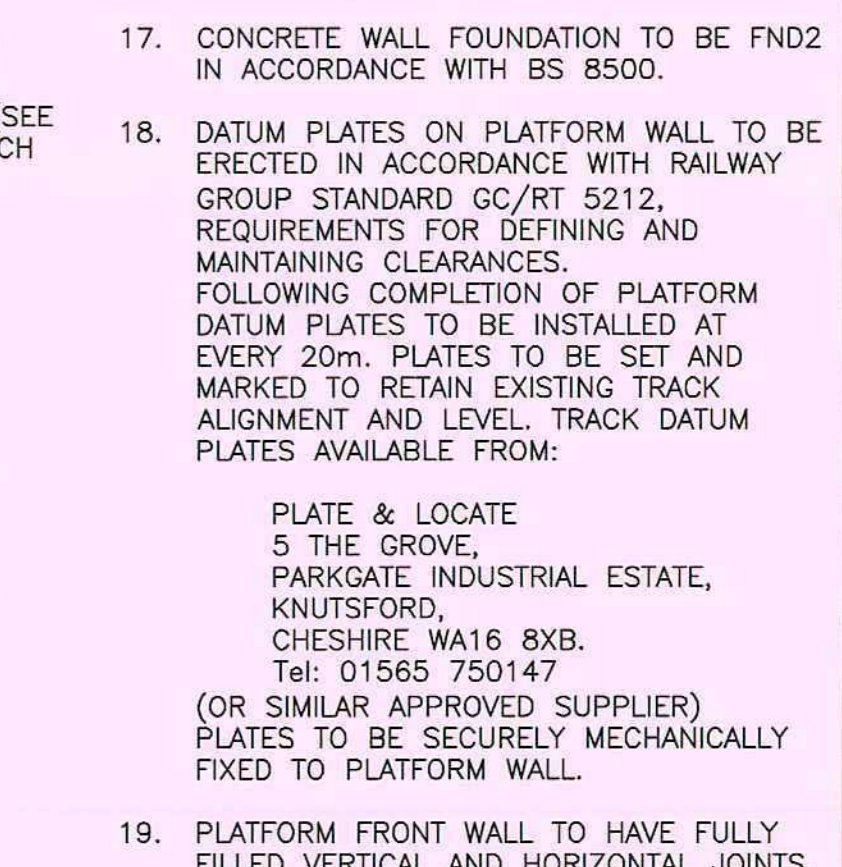 SEE
CH
17. CONCRETE WALL FOUNDATION TO BE FND2
IN ACCORDANCE WITH BS 8500.
18. DATUM PLATES ON PLATFORM WALL TO BE
ERECTED IN ACCORDANCE WITH RAILWAY
GROUP STANDARD GC/RT 5212,
REQUIREMENTS FOR DEFINING AND
MAINTAINING CLEARANCES.
FOLLOWING COMPLETION OF PLATFORM
DATUM PLATES TO BE INSTALLED AT
EVERY 20m. PLATES TO BE SET AND
MARKED TO RETAIN EXISTING TRACK
ALIGNMENT AND LEVEL. TRACK DATUM
PLATES AVAILABLE FROM:
PLATE & LOCATE
5 THE GROVE,
PARKGATE INDUSTRIAL ESTATE,
KNUTSFORD,
CHESHIRE WA16 8XB.
Tel: 01565 750147
(OR SIMILAR APPROVED SUPPLIER)
PLATES TO BE SECURELY MECHANICALLY
FIXED TO PLATFORM WALL.
19. PLATFORM FRONT WALL TO HAVE FULLY
FILLED VERTICAL AND HORIZONTAL JOINTS